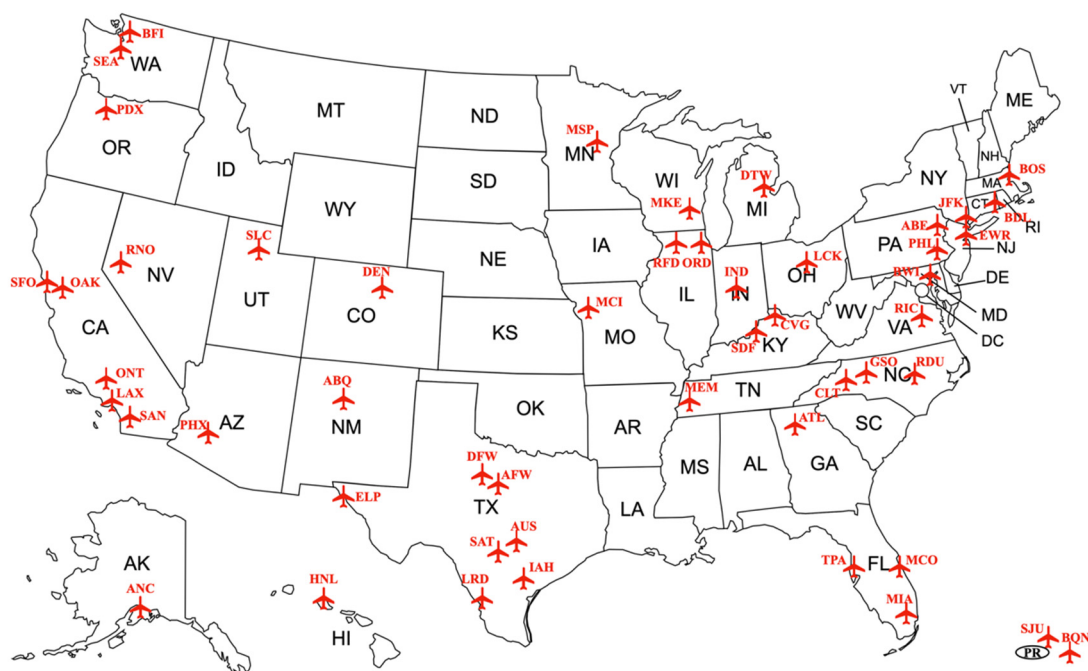 BFI
SEA
WA
PDX
OR
ID
MT
ND
SD
WY
NE
MSP
MN
WI
MKE
DTW
MI
VT
ME
NH
NY
MA
BOS
CT
RI
JFK
BDL
EWR
ABE
PA
PHL
NJ
DE
BWI
MD
DC
RNO
NV
SLC
UT
SFO
OAK
CA
DEN
CO
KS
IA
RFD
ORD
IL
MCI
MO
IND
IN
OH
LCK
CVG
SDF
KY
WV
VA
RIC
ONT
LAX
SAN
PHX
AZ
ABQ
NM
OK
AR
MEM
TN
GSO
NC
RDU
CLT
SC
ATL
GA
AL
MS
LA
DFW
AFW
TX
ELP
AUS
SAT
IAH
LRD
TPA
FL
MCO
MIA
AK
ANC
HNL
HI
SJU
PR
BQN